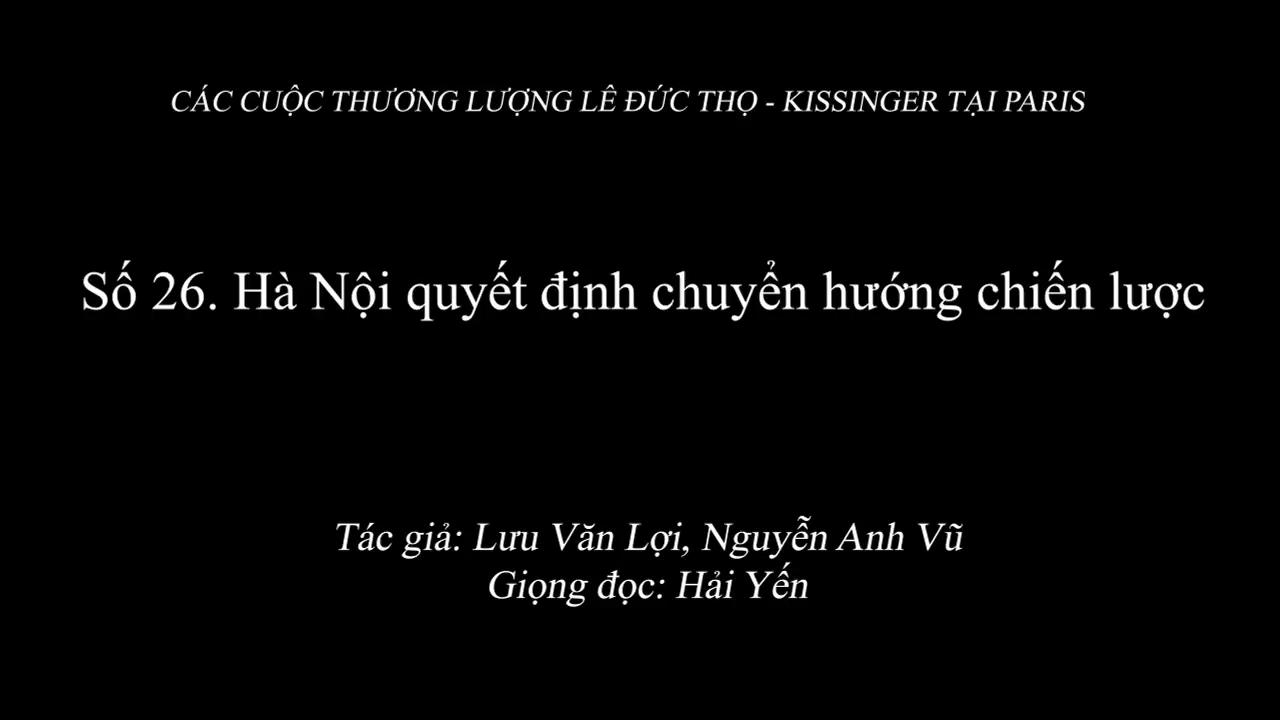 CÁC CUỘC THƯƠNG LƯỢNG LÊ ĐỨC THỌ - KISSINGER TẠI PARIS
Số 26. Hà Nội quyết định chuyển hướng chiến lược
Tác giả: Lưu Văn Lợi, Nguyễn Anh Vũ
Giọng đọc: Hải Yến